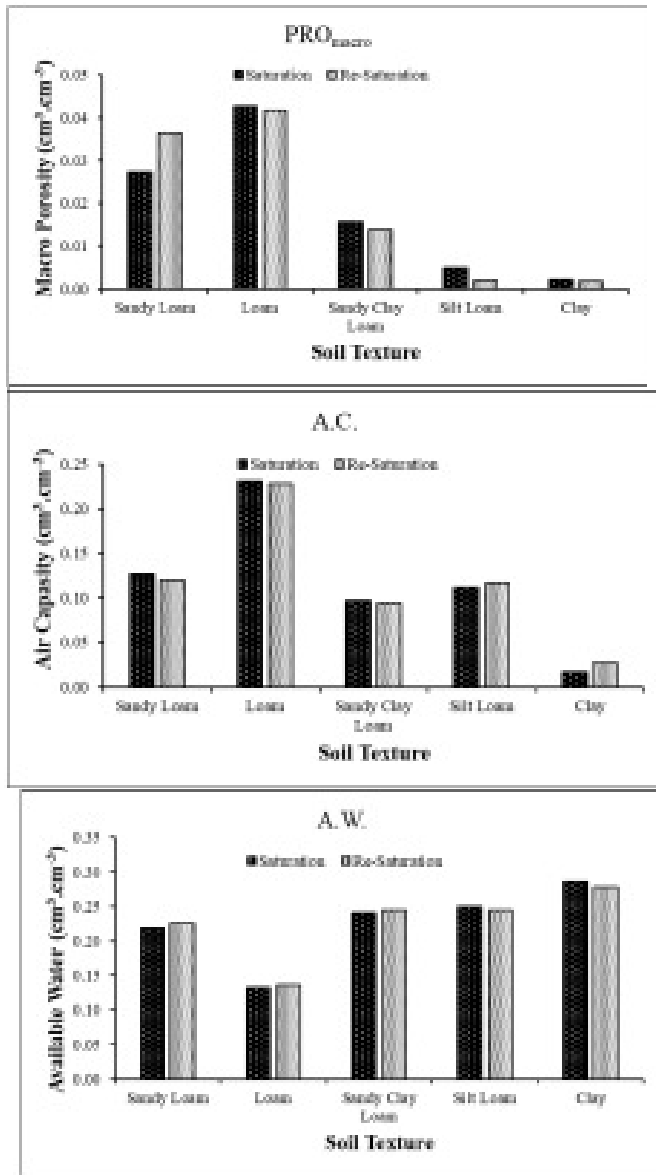 PROmacro
Saturation Re-Saturation
Macro Porosity (cm³.cm⁻³)
0.05
0.04
0.03
0.02
0.01
0.00
Sandy Loam Loam Sandy Clay Loam Silt Loam Clay
Soil Texture
A.C.
Saturation Re-Saturation
Air Capasity (cm³.cm⁻³)
0.25
0.20
0.15
0.10
0.05
0.00
Sandy Loam Loam Sandy Clay Loam Silt Loam Clay
Soil Texture
A.W.
Saturation Re-Saturation
Available Water (cm³.cm⁻³)
0.35
0.30
0.25
0.20
0.15
0.10
0.05
0.00
Sandy Loam Loam Sandy Clay Loam Silt Loam Clay
Soil Texture